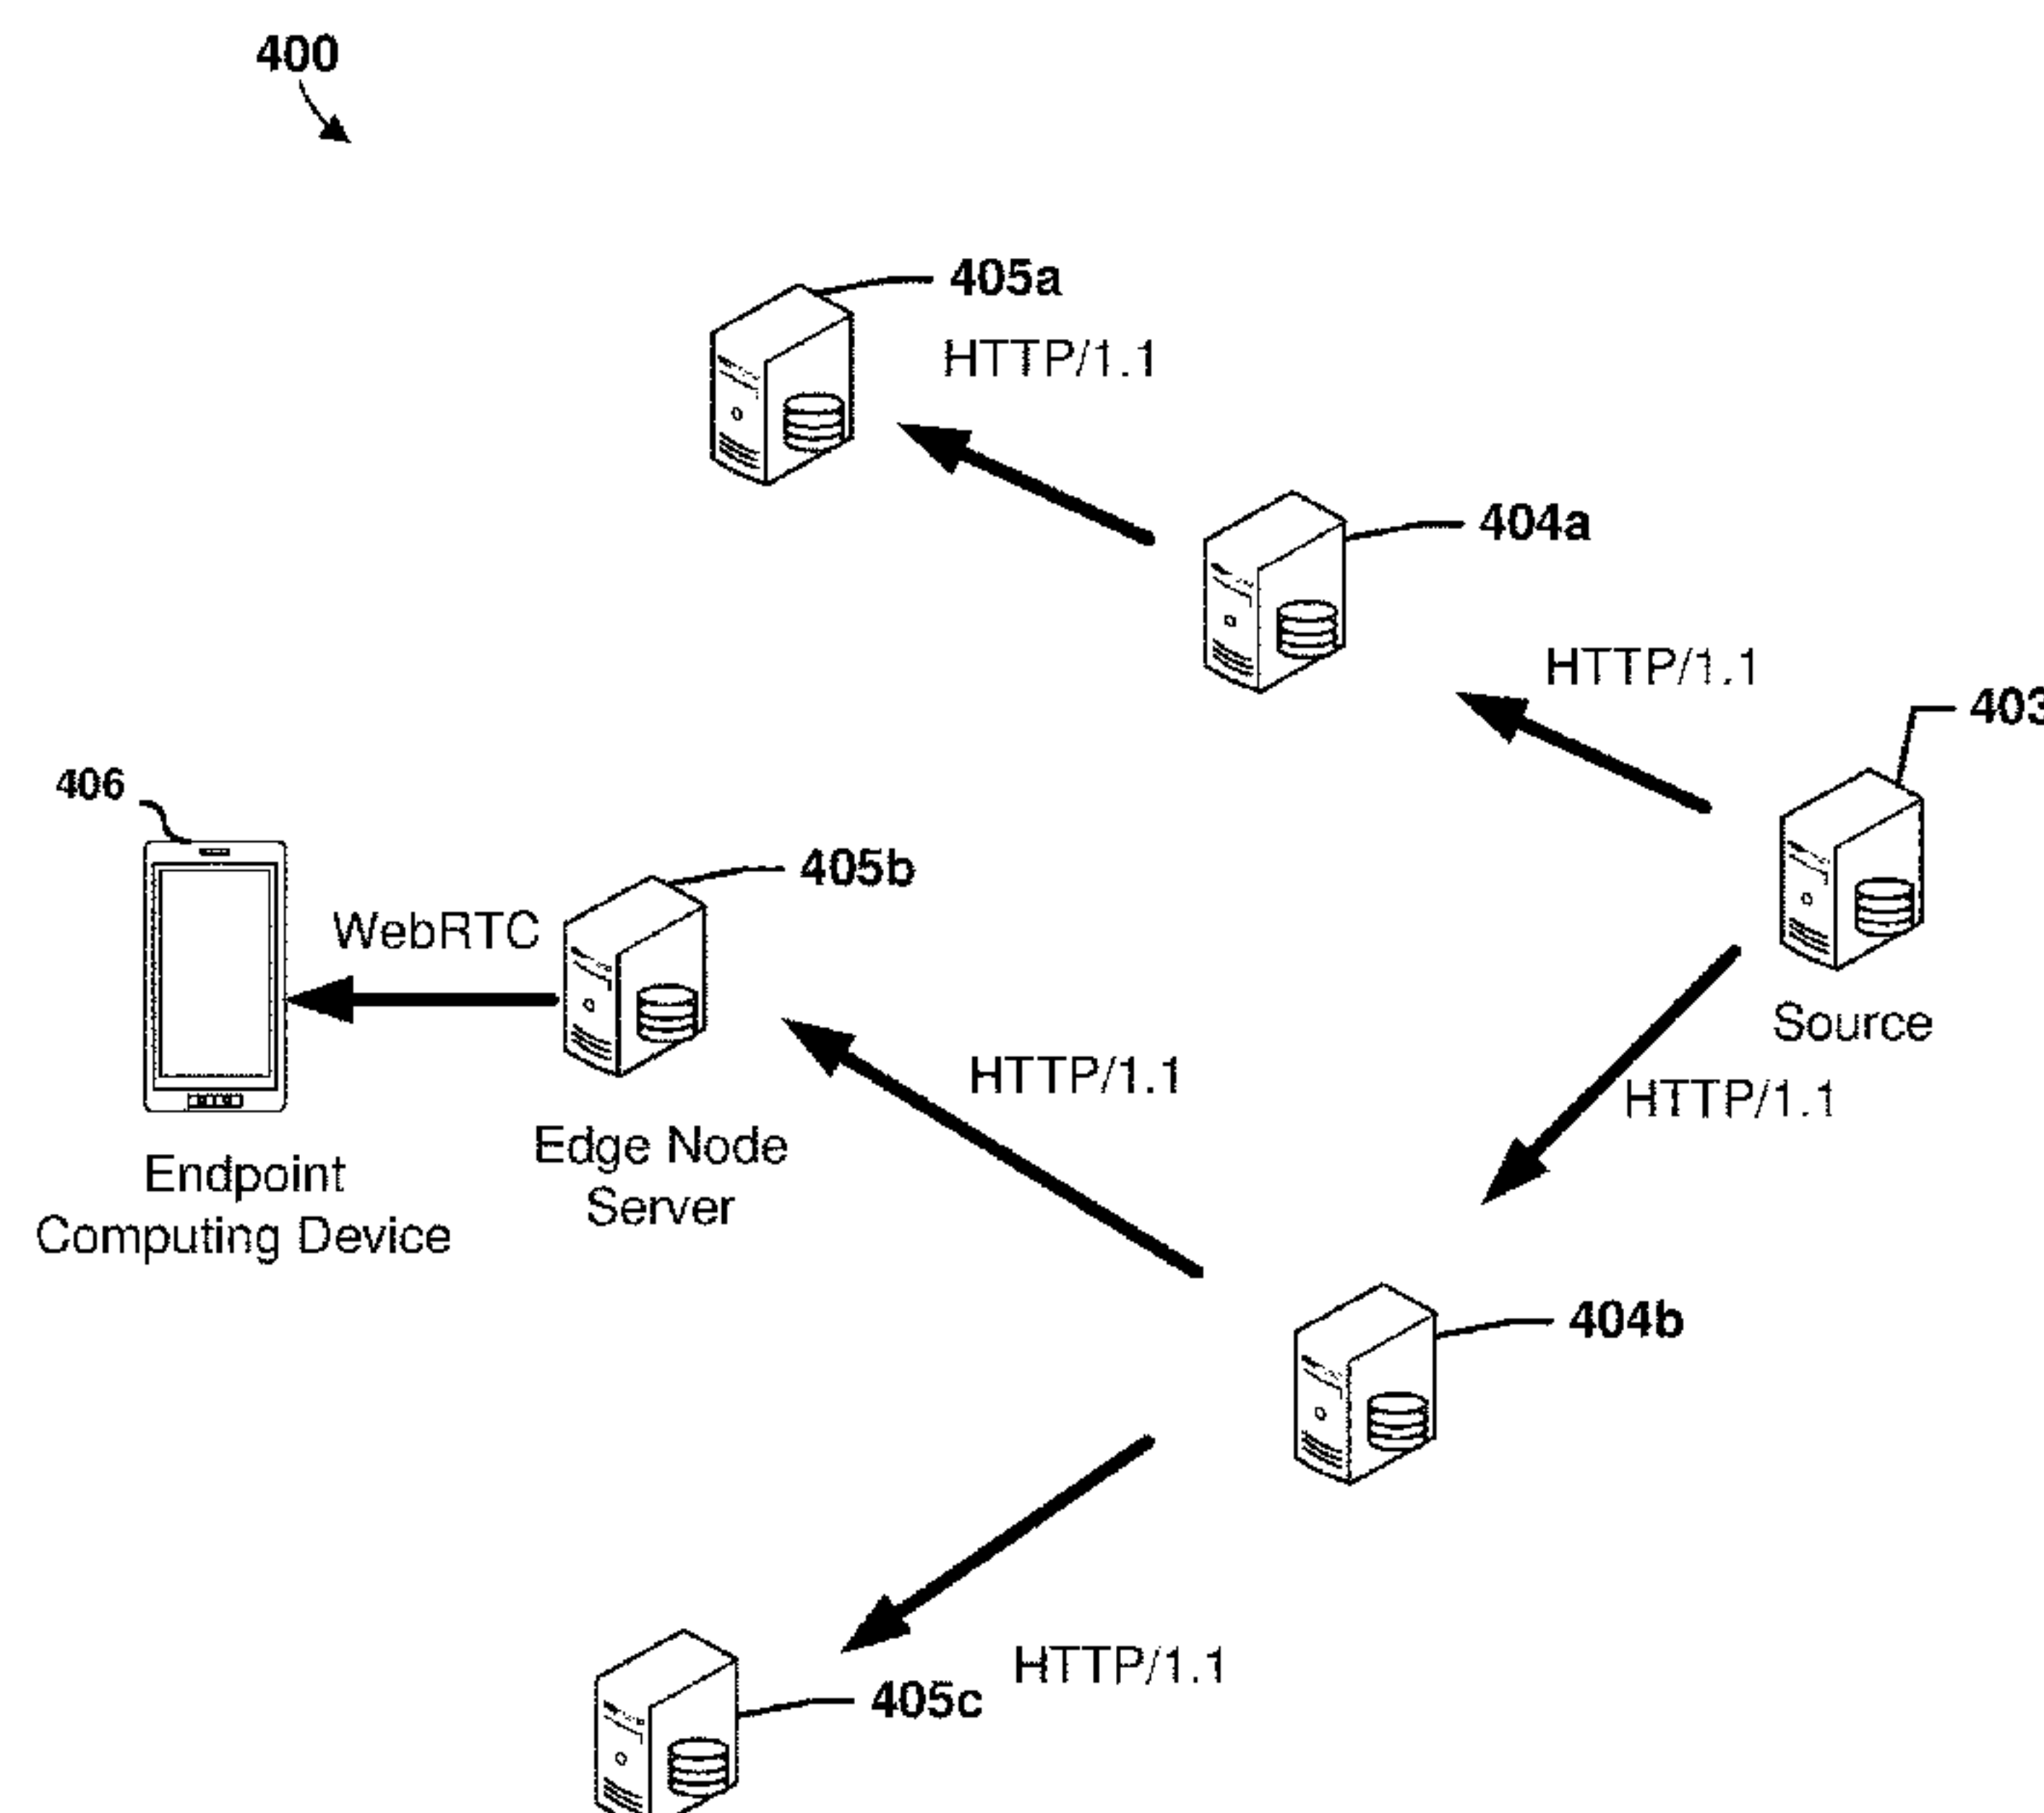 400
405a
HTTP/1.1
404a
HTTP/1.1
403
406
405b
WebRTC
Source
HTTP/1.1
HTTP/1.1
Edge Node
Server
Endpoint
Computing Device
404b
HTTP/1.1
405c